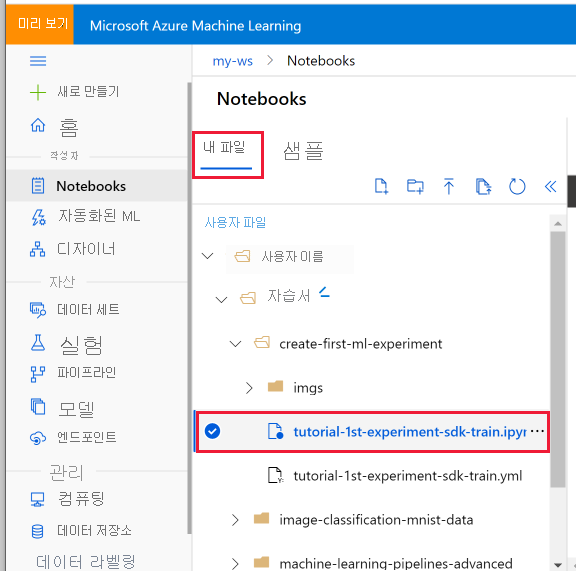 미리 보기
Microsoft Azure Machine Learning
my-ws > Notebooks
Notebooks
내 파일
샘플
새로 만들기
홈
작성자
Notebooks
자동화된 ML
디자이너
자산
데이터 세트
실험
파이프라인
모델
엔드포인트
관리
컴퓨팅
데이터 저장소
데이터 라벨링
사용자 파일
사용자 이름
자습서
create-first-ml-experiment
imgs
tutorial-1st-experiment-sdk-train.ipyr ...
tutorial-1st-experiment-sdk-train.yml
image-classification-mnist-data
machine-learning-pipelines-advanced